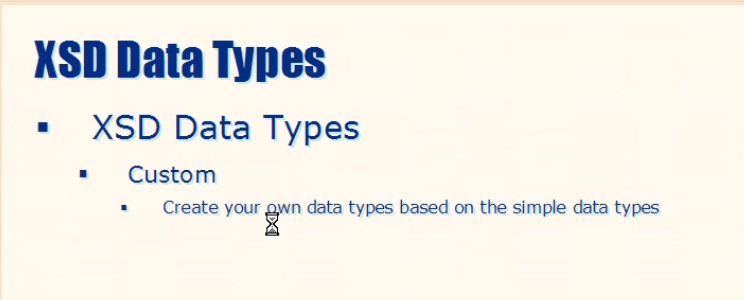 XSD Data Types
XSD Data Types
Custom
Create your own data types based on the simple data types